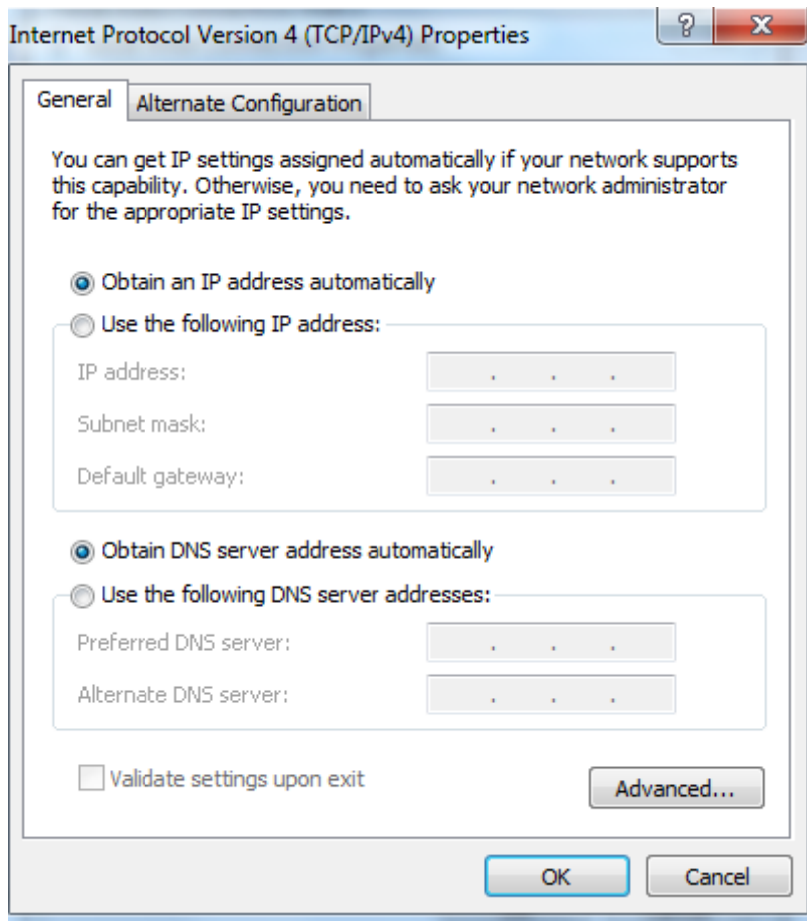 Internet Protocol Version 4 (TCP/IPv4) Properties
?
X
General
Alternate Configuration
You can get IP settings assigned automatically if your network supports
this capability. Otherwise, you need to ask your network administrator
for the appropriate IP settings.
Obtain an IP address automatically
Use the following IP address:
IP address: . . .
Subnet mask: . . .
Default gateway: . . .
Obtain DNS server address automatically
Use the following DNS server addresses:
Preferred DNS server: . . .
Alternate DNS server: . . .
Validate settings upon exit
Advanced...
OK
Cancel